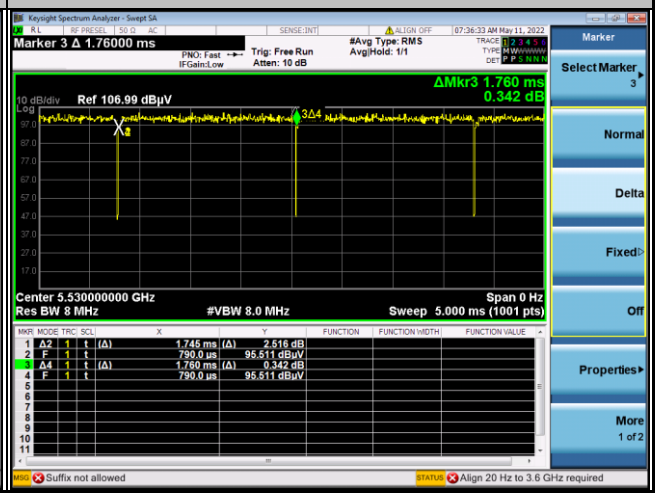 Keysight Spectrum Analyzer - Swept SA
RL RF PRESEL 50 Ω AC SENSE:INT ALIGN OFF 07:36:33 AM May 11, 2022
Marker 3 Δ 1.76000 ms
PNO: Fast
IFGain:Low
Trig: Free Run
Atten: 10 dB
#Avg Type: RMS
Avg|Hold: 1/1
TRACE 1 2 3 4 5 6
TYPE MWWWWW
DET P P S N N N
ΔMkr3 1.760 ms
0.342 dB
10 dB/div Ref 106.99 dBµV
Log
97.0
87.0
77.0
67.0
57.0
47.0
37.0
27.0
17.0
3Δ4
Center 5.530000000 GHz Span 0 Hz
Res BW 8 MHz #VBW 8.0 MHz Sweep 5.000 ms (1001 pts)
MKR MODE TRC SCL X Y FUNCTION FUNCTION WIDTH FUNCTION VALUE
1 Δ2 1 t (Δ) 1.745 ms (Δ) 2.516 dB
2 F 1 t 790.0 µs 95.511 dBµV
3 Δ4 1 t (Δ) 1.760 ms (Δ) 0.342 dB
4 F 1 t 790.0 µs 95.511 dBµV
5
6
7
8
9
10
11
MSG Suffix not allowed STATUS Align 20 Hz to 3.6 GHz required
Marker
Select Marker
3
Normal
Delta
Fixed
Off
Properties
More
1 of 2